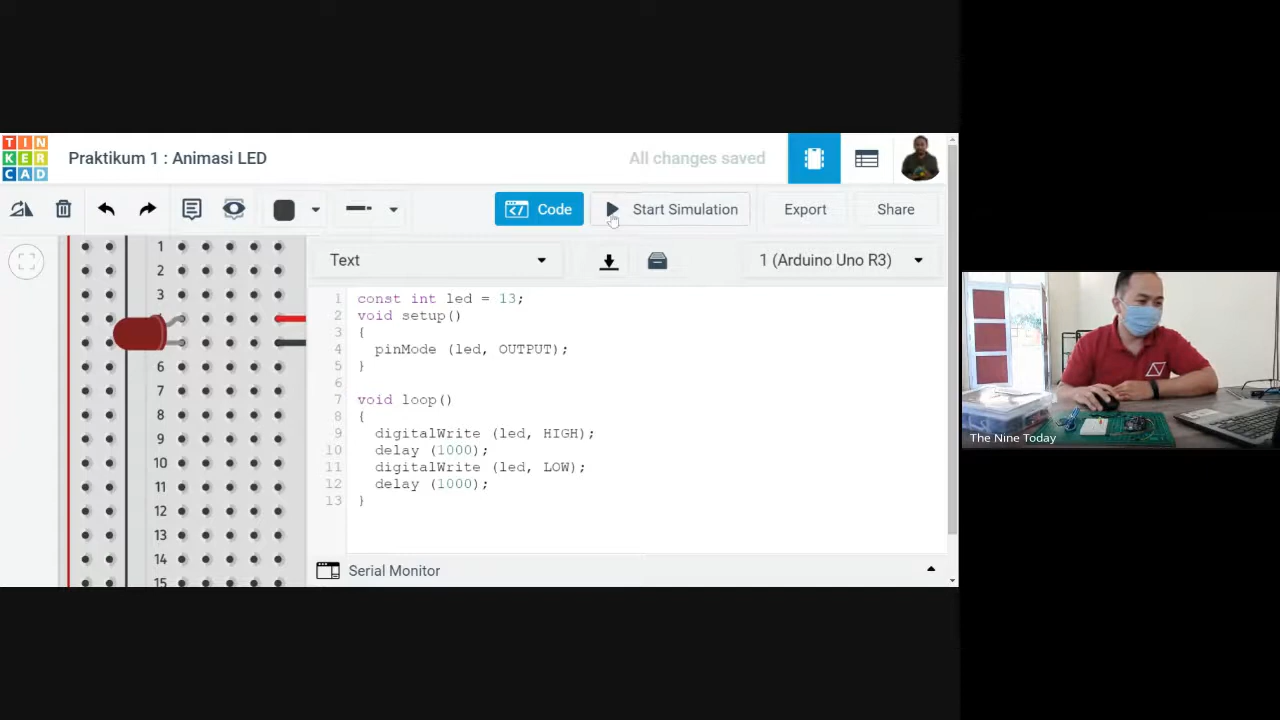 TIN
KER
CAD
Praktikum 1 : Animasi LED
All changes saved
Code
Start Simulation
Export
Share
Text
1 (Arduino Uno R3)
1 const int led = 13;
2 void setup()
3 {
4 pinMode (led, OUTPUT);
5 }
6
7 void loop()
8 {
9 digitalWrite (led, HIGH);
10 delay (1000);
11 digitalWrite (led, LOW);
12 delay (1000);
13 }
Serial Monitor
1
2
3
6
7
8
9
10
11
12
13
14
15
The Nine Today